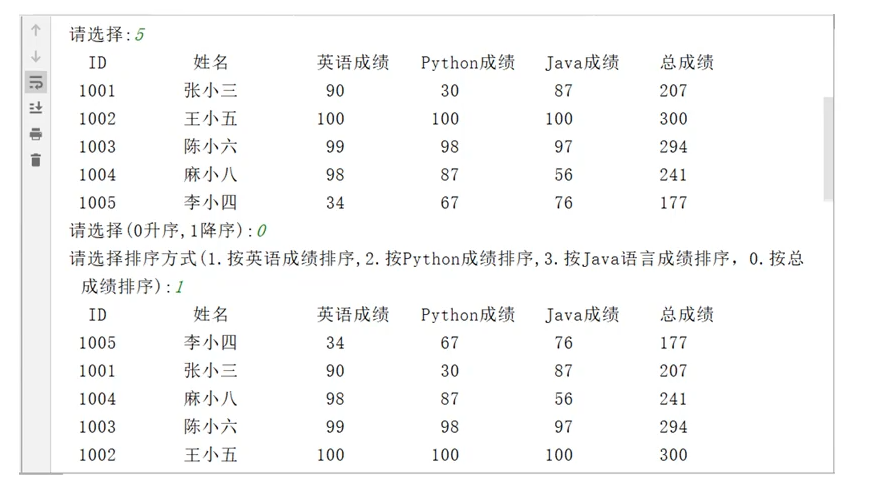 请选择:5
ID 姓名 英语成绩 Python成绩 Java成绩 总成绩
1001 张小三 90 30 87 207
1002 王小五 100 100 100 300
1003 陈小六 99 98 97 294
1004 麻小八 98 87 56 241
1005 李小四 34 67 76 177
请选择(0升序,1降序):0
请选择排序方式(1.按英语成绩排序,2.按Python成绩排序,3.按Java语言成绩排序，0.按总
成绩排序):1
ID 姓名 英语成绩 Python成绩 Java成绩 总成绩
1005 李小四 34 67 76 177
1001 张小三 90 30 87 207
1004 麻小八 98 87 56 241
1003 陈小六 99 98 97 294
1002 王小五 100 100 100 300